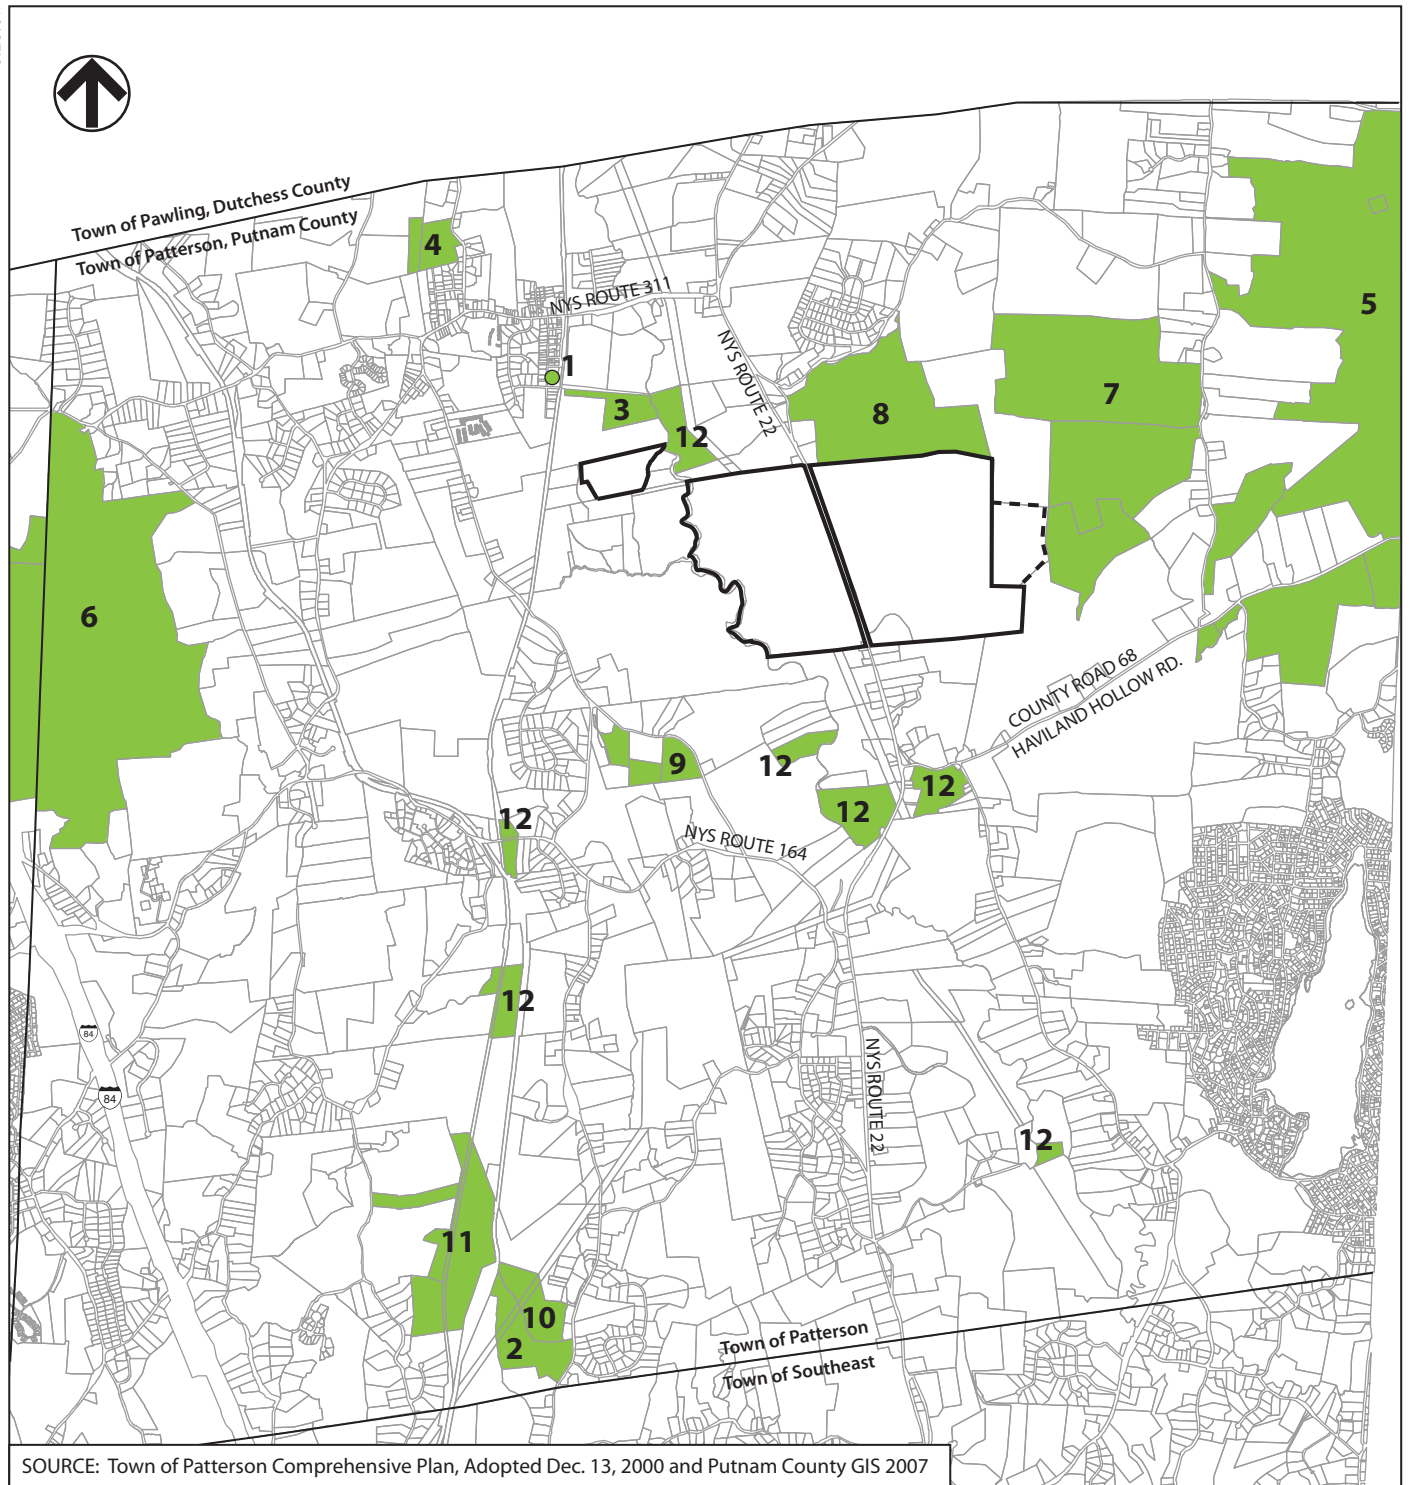 Town of Pawling, Dutchess County
Town of Patterson, Putnam County
4
5
NYS ROUTE 311
1
NYS ROUTE 22
7
3
8
12
6
COUNTY ROAD 68
HAVILAND HOLLOW RD.
9
12
12
12
12
NYS ROUTE 164
12
84
84
NYS ROUTE 22
12
11
10
2
Town of Patterson
Town of Southeast
SOURCE: Town of Patterson Comprehensive Plan, Adopted Dec. 13, 2000 and Putnam County GIS 2007